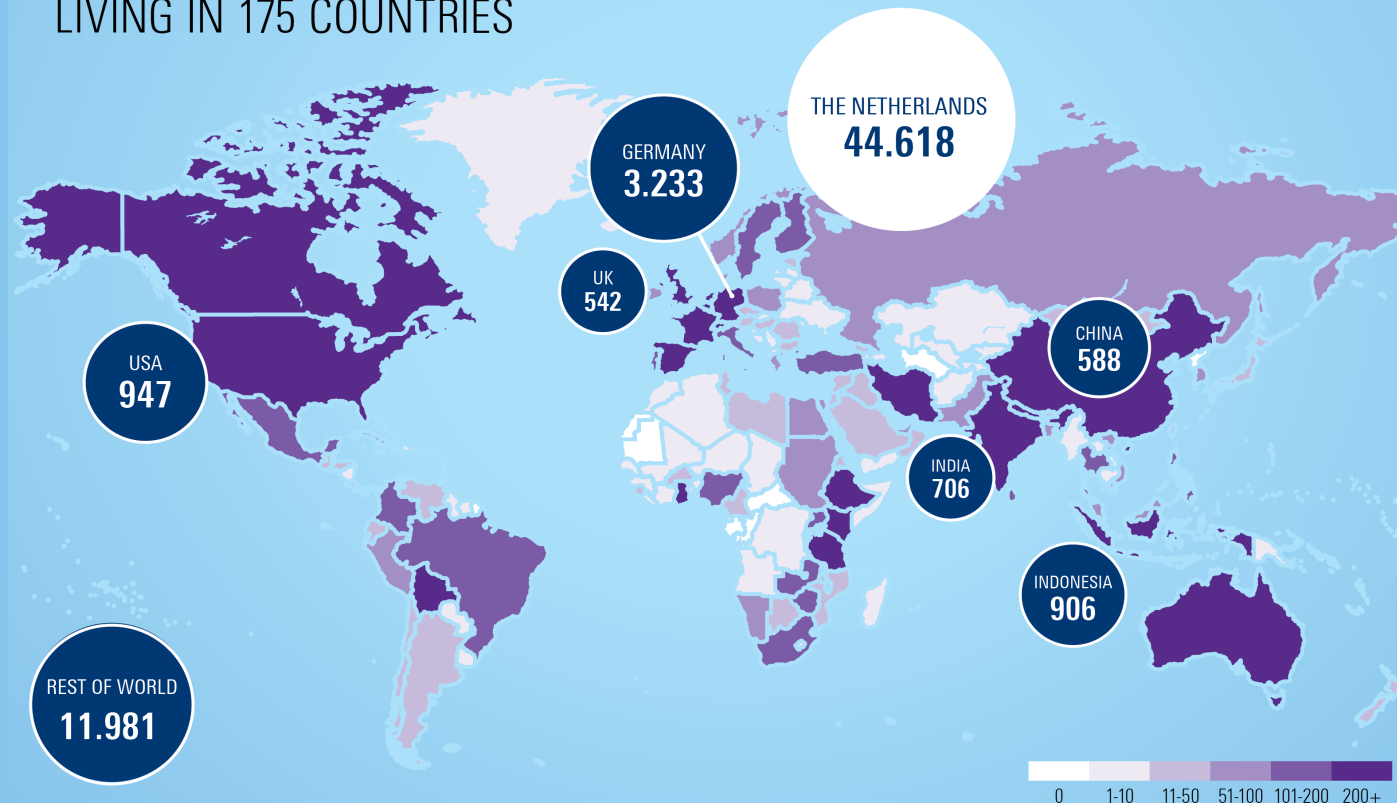 LIVING IN 175 COUNTRIES
THE NETHERLANDS
44.618
GERMANY
3.233
UK
542
USA
947
CHINA
588
INDIA
706
INDONESIA
906
REST OF WORLD
11.981
0 1-10 11-50 51-100 101-200 200+